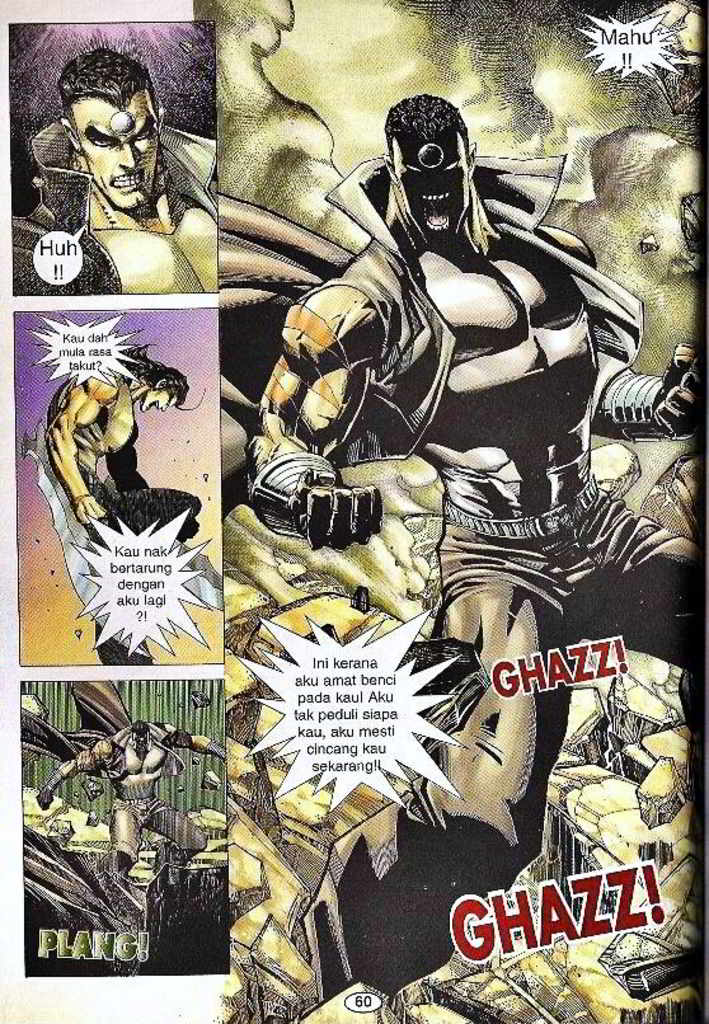 Huh
!!
Kau dah
mula rasa
takut?
Kau nak
bertarung
dengan
aku lagi
?!
PLANG!
Mahu
!!
Ini kerana
aku amat benci
pada kau! Aku
tak peduli siapa
kau, aku mesti
cincang kau
sekarang!!
GHAZZ!
GHAZZ!
60